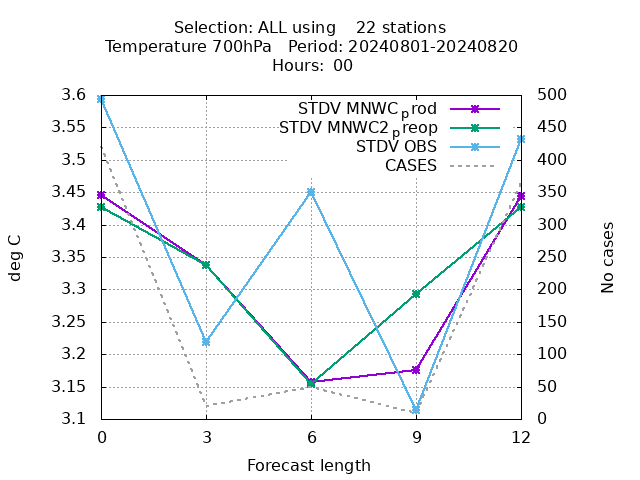 Selection: ALL using    22 stations
Temperature 700hPa   Period: 20240801-20240820
Hours:  00
STDV MNWCprod
STDV MNWC2preop
STDV OBS
CASES
3.6
3.55
3.5
3.45
3.4
3.35
3.3
3.25
3.2
3.15
3.1
500
450
400
350
300
250
200
150
100
50
0
deg C
No cases
0 3 6 9 12
Forecast length